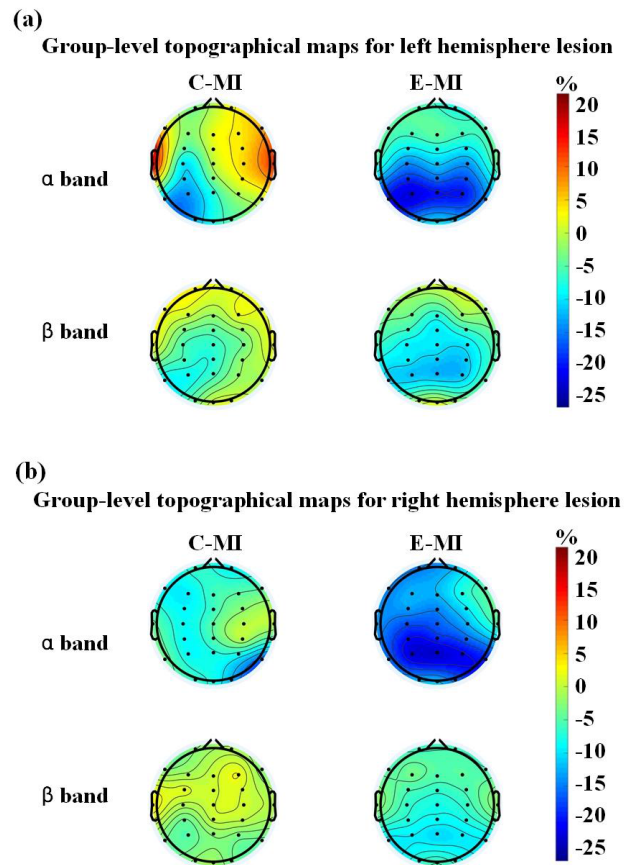 (a)
Group-level topographical maps for left hemisphere lesion
C-MI E-MI %
20
15
10
5
0
-5
-10
-15
-20
-25
α band
β band
(b)
Group-level topographical maps for right hemisphere lesion
C-MI E-MI %
20
15
10
5
0
-5
-10
-15
-20
-25
α band
β band